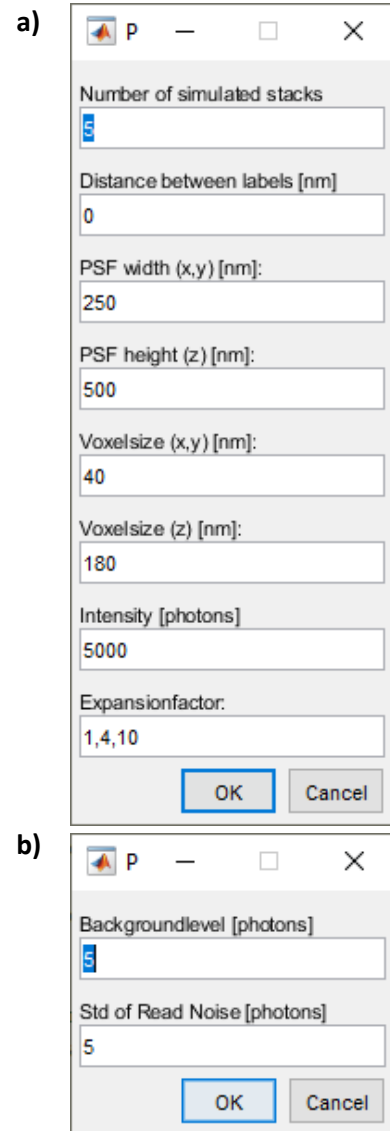 a)
P
Number of simulated stacks
5
Distance between labels [nm]
0
PSF width (x,y) [nm]:
250
PSF height (z) [nm]:
500
Voxelsize (x,y) [nm]:
40
Voxelsize (z) [nm]:
180
Intensity [photons]
5000
Expansionfactor:
1,4,10
OK Cancel
b)
P
Backgroundlevel [photons]
5
Std of Read Noise [photons]
5
OK Cancel